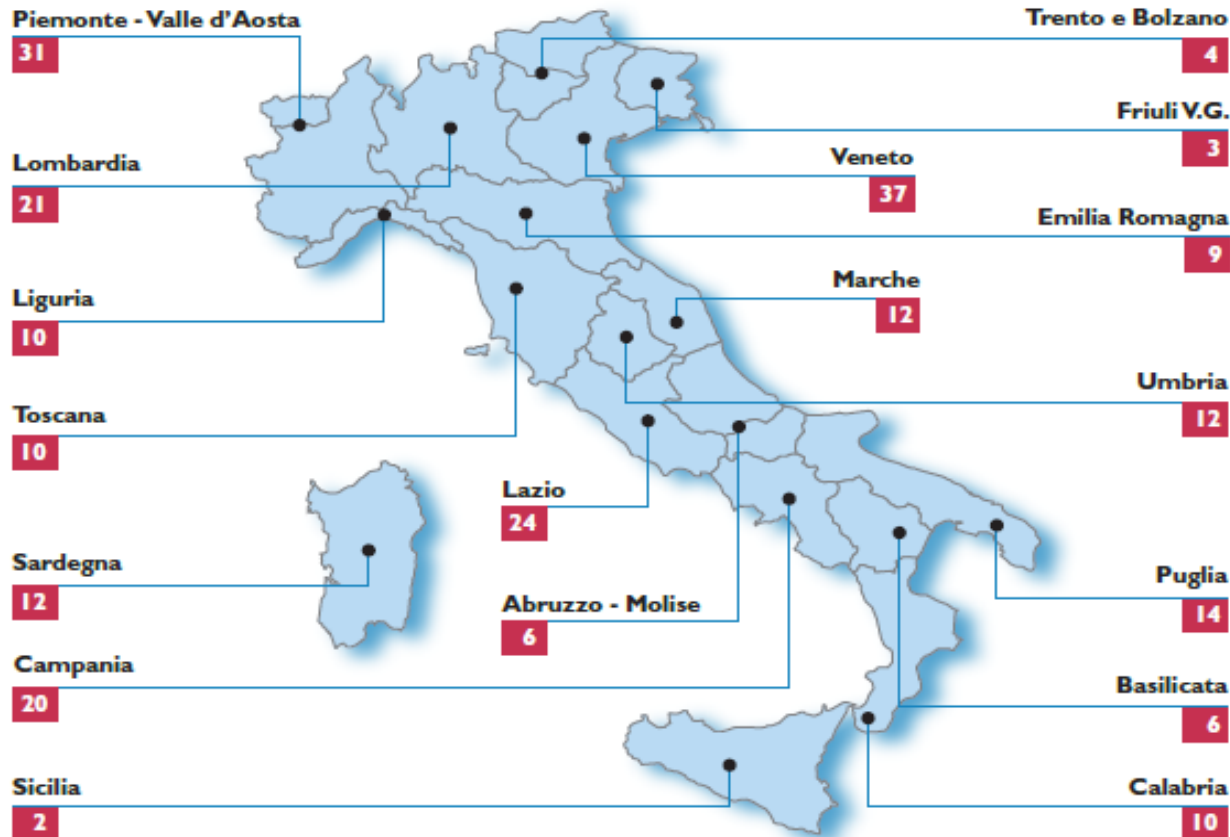 Piemonte - Valle d'Aosta
31
Lombardia
21
Liguria
10
Toscana
10
Sardegna
12
Campania
20
Sicilia
2
Lazio
24
Abruzzo - Molise
6
Trento e Bolzano
4
Friuli V.G.
3
Veneto
37
Emilia Romagna
9
Marche
12
Umbria
12
Puglia
14
Basilicata
6
Calabria
10